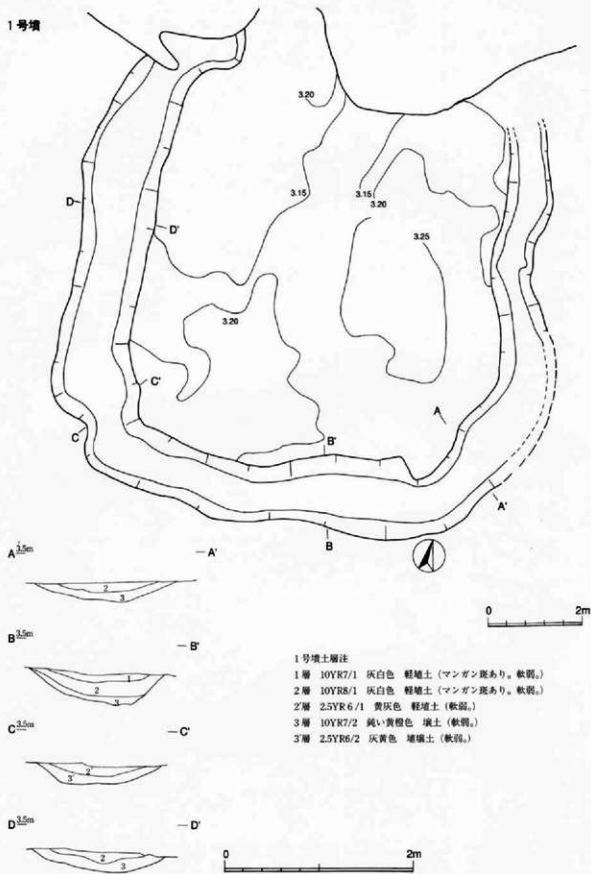 1号墳
3.20
3.15
3.15
3.20
3.25
D
D'
3.20
C'
A
C
B'
A'
B
A 3.5m
A'
2
3
0 2m
B 3.5m
B'
1
2
3
1号墳土層注
1層 10YR7/1 灰白色 軽埴土（マンガン斑あり。軟弱。）
2層 10YR8/1 灰白色 軽埴土（マンガン斑あり。軟弱。）
2'層 2.5YR 6/1 黄灰色 軽埴土（軟弱。）
3層 10YR7/2 鈍い黄橙色 壌土（軟弱。）
3'層 2.5YR6/2 灰黄色 埴壌土（軟弱。）
C 3.5m
C'
2'
3'
D 3.5m
D'
2
3
0 2m